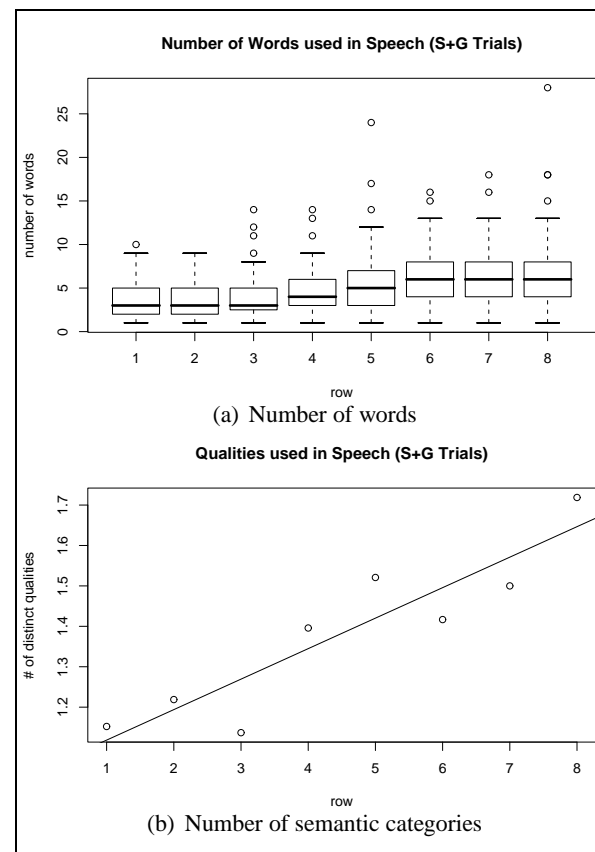 Number of Words used in Speech (S+G Trials)
number of words
0 5 10 15 20 25
1 2 3 4 5 6 7 8
row
(a) Number of words
Qualities used in Speech (S+G Trials)
# of distinct qualities
1.2 1.3 1.4 1.5 1.6 1.7
1 2 3 4 5 6 7 8
row
(b) Number of semantic categories